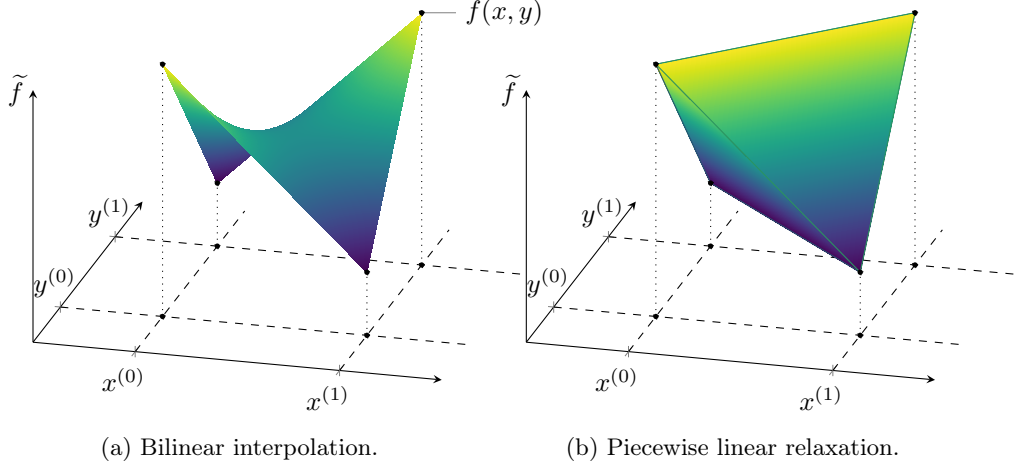 f(x, y)
f̃
y^(1)
y^(0)
x^(0)
x^(1)
(a) Bilinear interpolation.
f̃
y^(1)
y^(0)
x^(0)
x^(1)
(b) Piecewise linear relaxation.